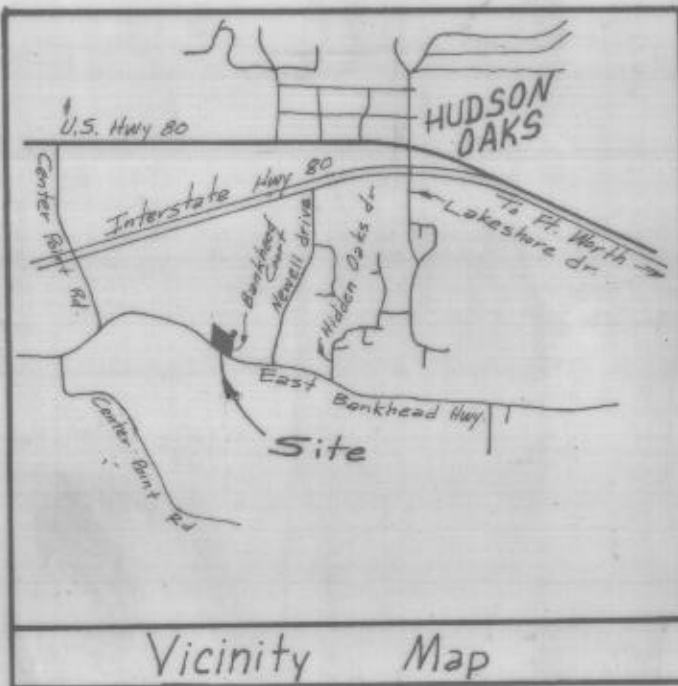 U.S. Hwy 80
HUDSON
OAKS
Center Point Rd.
Interstate Hwy 80
To Ft. Worth
Lakeshore dr
Bankhead
Court
Newell drive
Hidden Oaks dr
East Bankhead Hwy.
Site
Center Point Rd
Vicinity Map